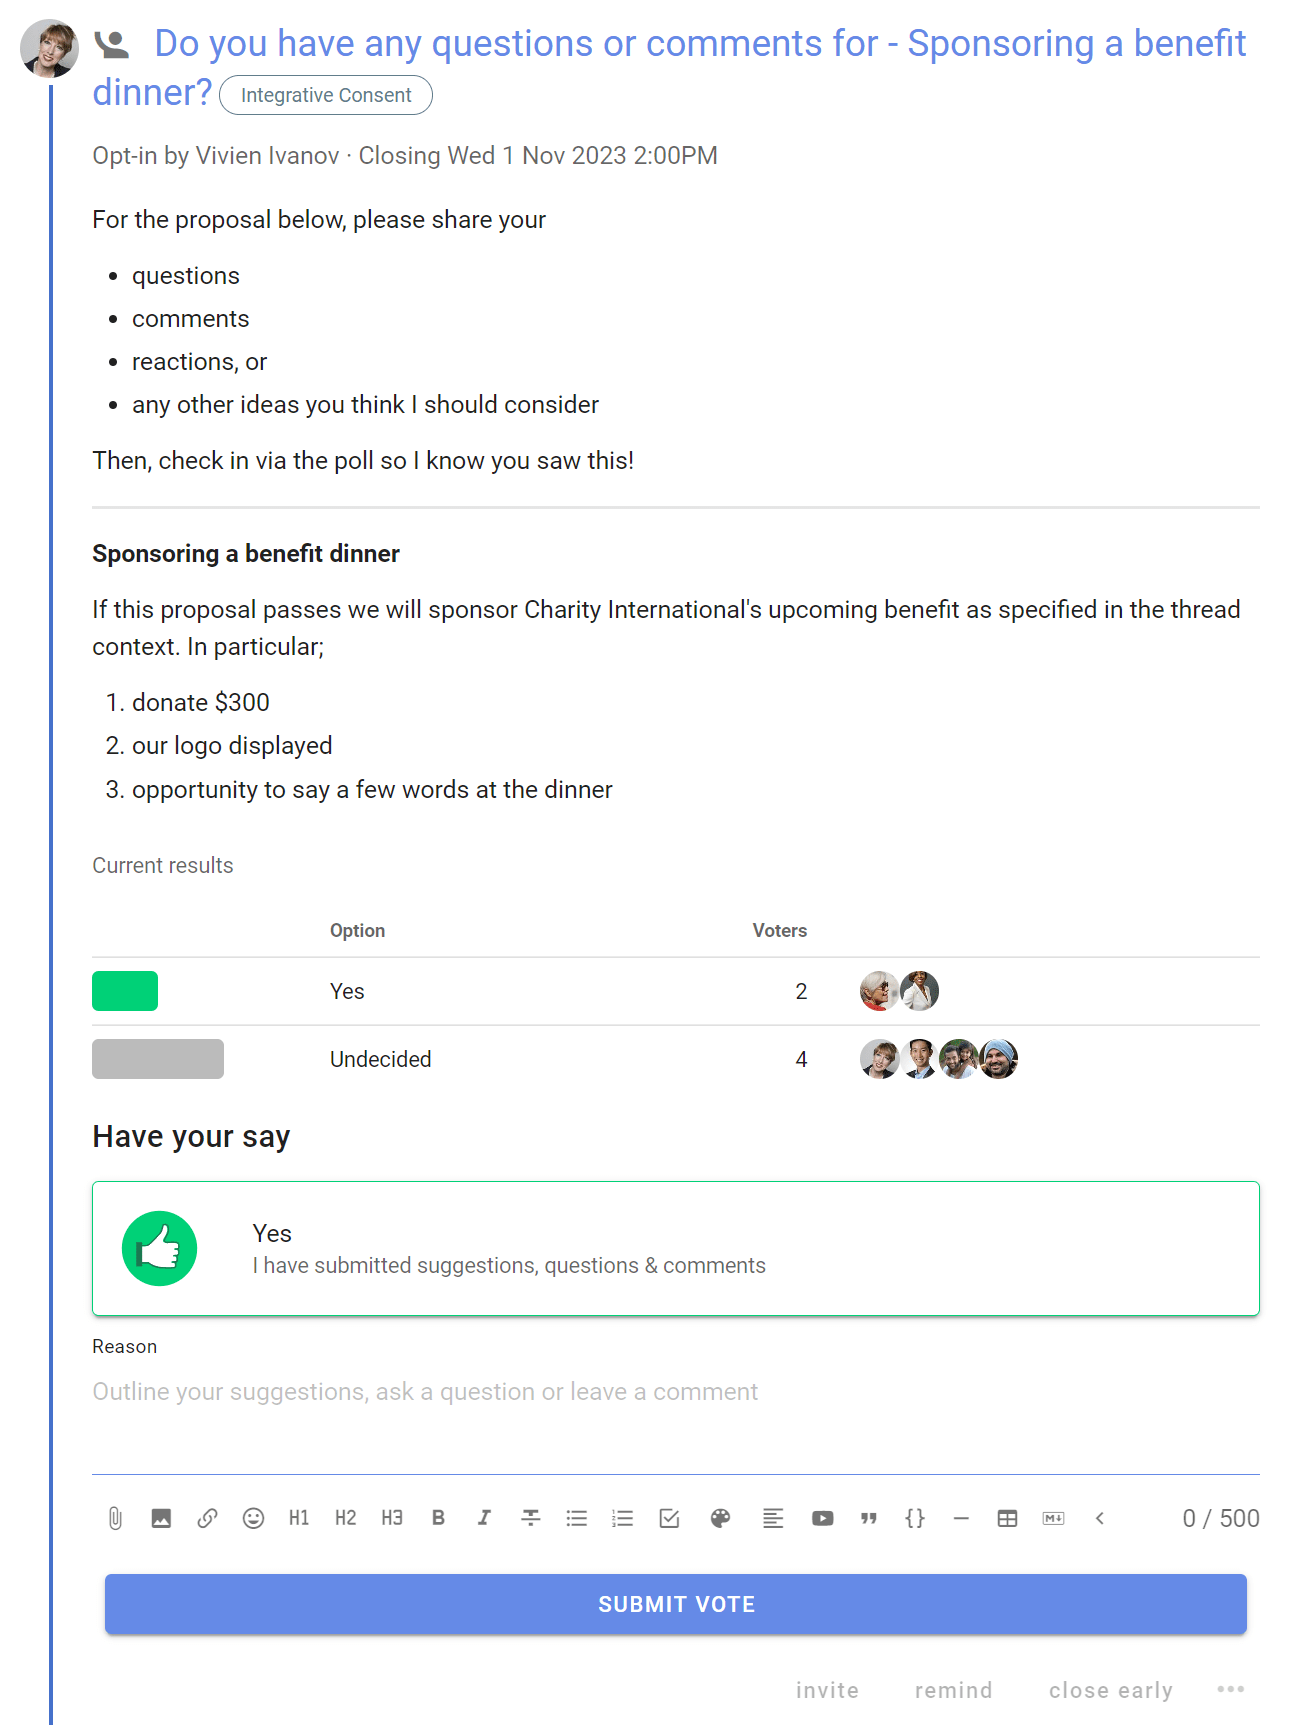 Do you have any questions or comments for - Sponsoring a benefit
dinner? Integrative Consent
Opt-in by Vivien Ivanov · Closing Wed 1 Nov 2023 2:00PM
For the proposal below, please share your
• questions
• comments
• reactions, or
• any other ideas you think I should consider
Then, check in via the poll so I know you saw this!
Sponsoring a benefit dinner
If this proposal passes we will sponsor Charity International's upcoming benefit as specified in the thread
context. In particular;
1. donate $300
2. our logo displayed
3. opportunity to say a few words at the dinner
Current results
Option Voters
Yes 2
Undecided 4
Have your say
Yes
I have submitted suggestions, questions & comments
Reason
Outline your suggestions, ask a question or leave a comment
H1 H2 H3 B I 0 / 500
SUBMIT VOTE
invite remind close early